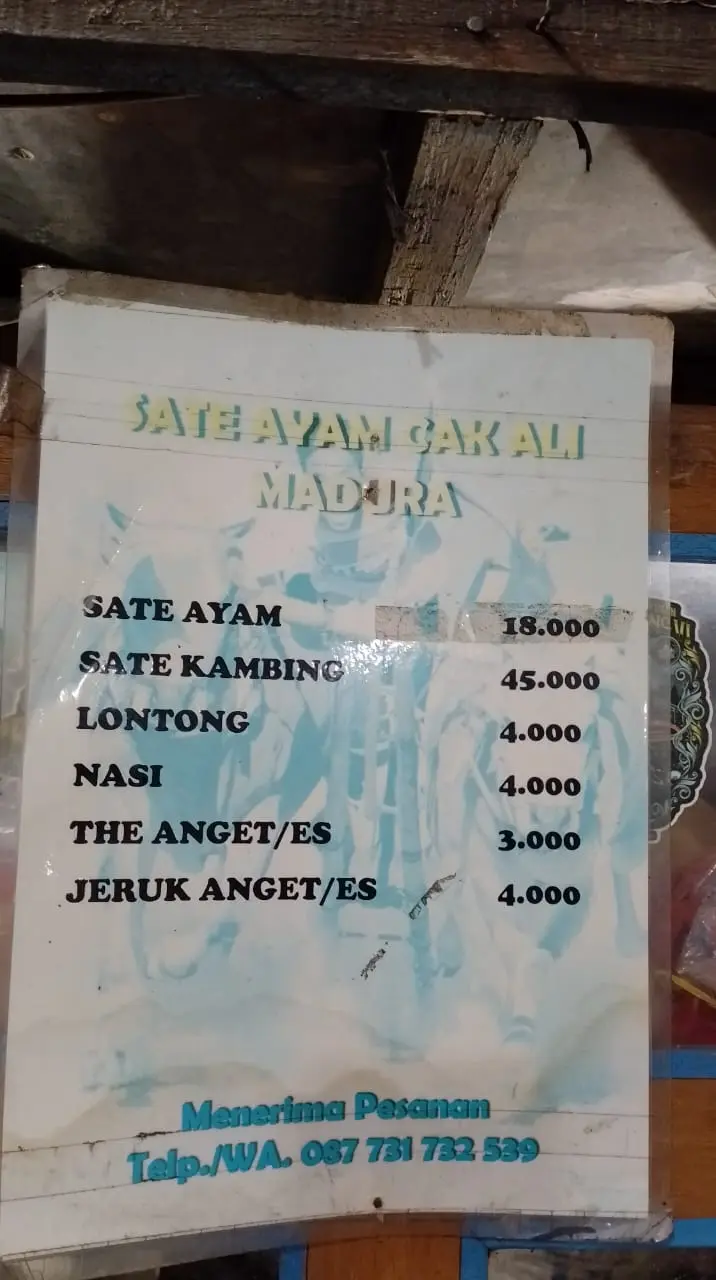 SATE AYAM CAK ALI
MADURA
SATE AYAM 18.000
SATE KAMBING 45.000
LONTONG 4.000
NASI 4.000
THE ANGET/ES 3.000
JERUK ANGET/ES 4.000
Menerima Pesanan
Telp./WA. 087 731 732 539